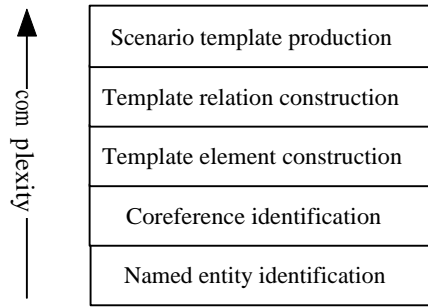 Scenario template production
Template relation construction
Template element construction
Coreference identification
Named entity identification
com plexity